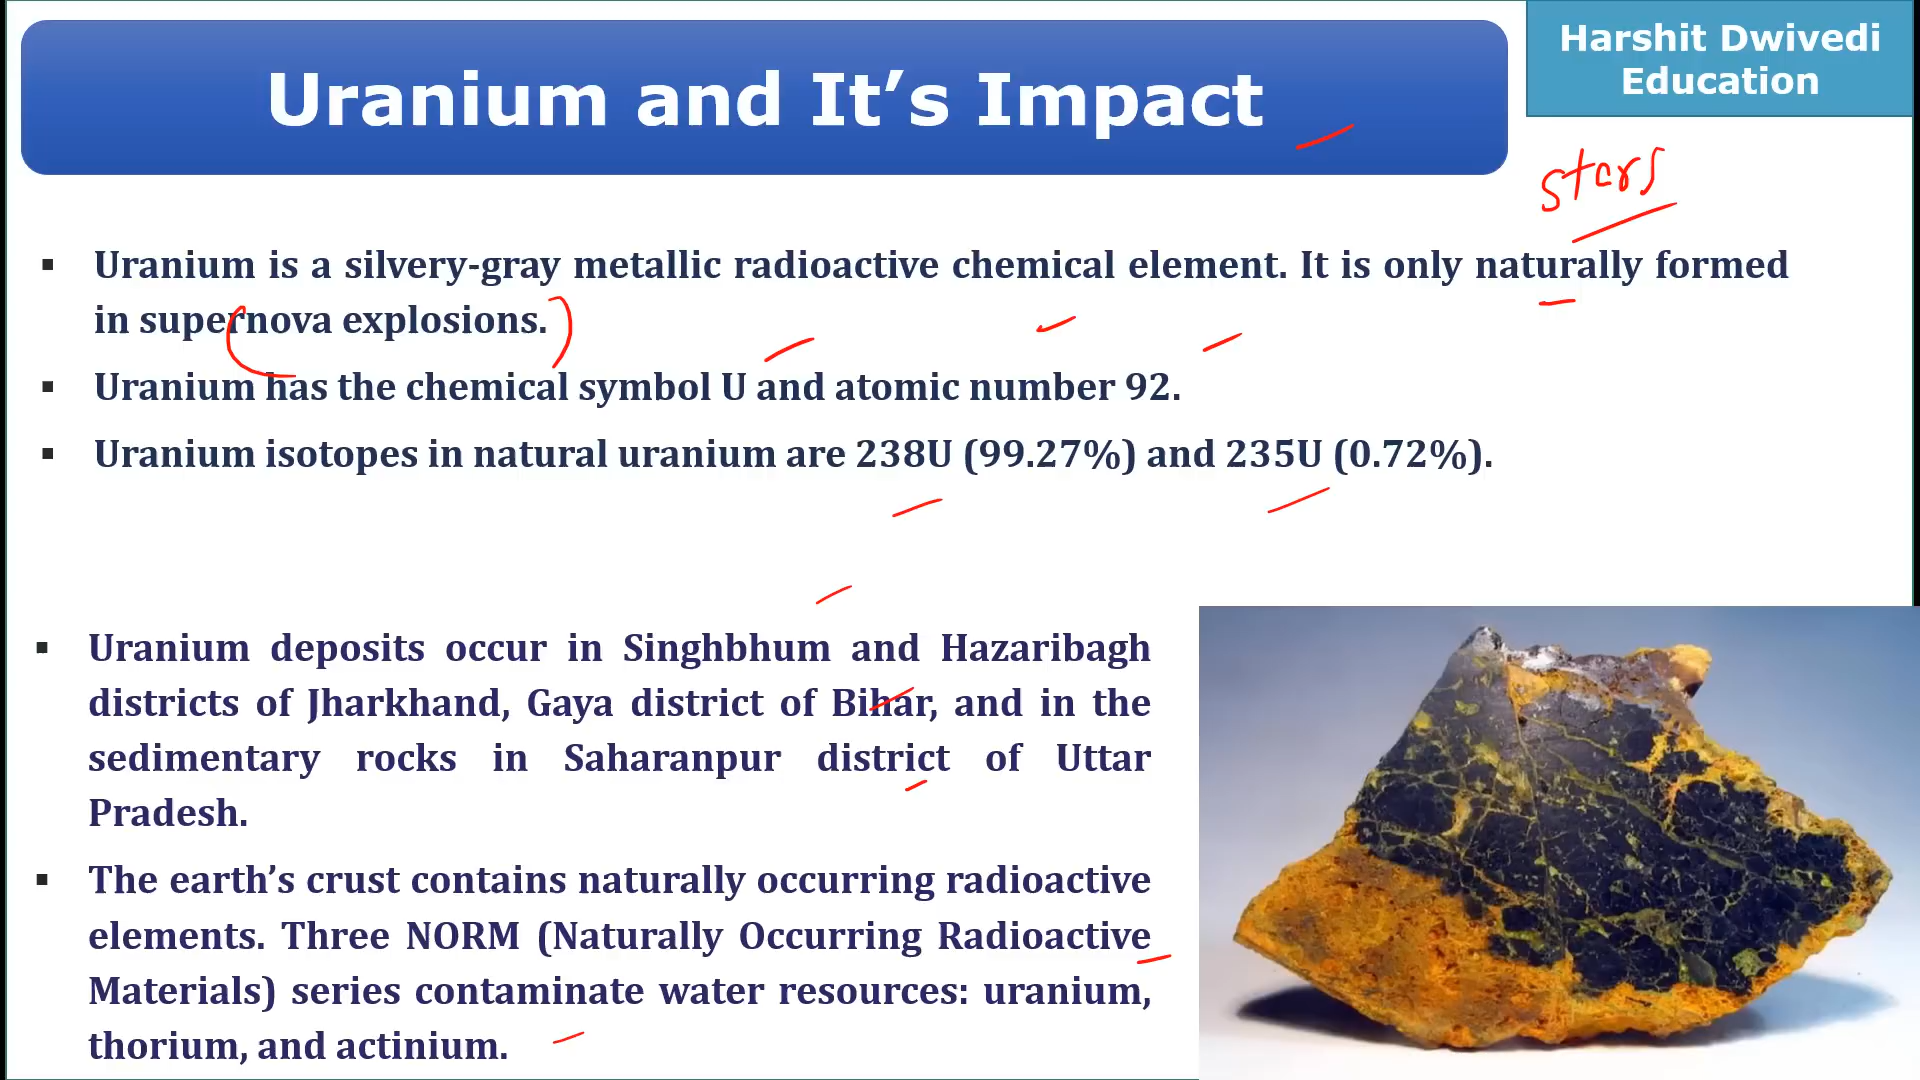 Harshit Dwivedi
Education
Uranium and It’s Impact
stars
▪ Uranium is a silvery-gray metallic radioactive chemical element. It is only naturally formed
in supernova explosions.
▪ Uranium has the chemical symbol U and atomic number 92.
▪ Uranium isotopes in natural uranium are 238U (99.27%) and 235U (0.72%).
▪ Uranium deposits occur in Singhbhum and Hazaribagh
districts of Jharkhand, Gaya district of Bihar, and in the
sedimentary rocks in Saharanpur district of Uttar
Pradesh.
▪ The earth’s crust contains naturally occurring radioactive
elements. Three NORM (Naturally Occurring Radioactive
Materials) series contaminate water resources: uranium,
thorium, and actinium.